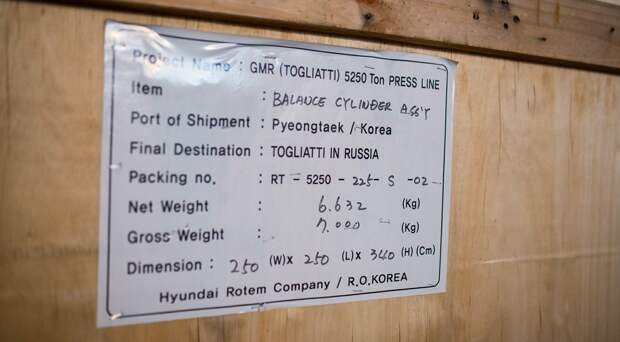 Project Name : GMR (TOGLIATTI) 5250 Ton PRESS LINE
Item : BALANCE CYLINDER ASS'Y
Port of Shipment : Pyeongtaek / Korea
Final Destination : TOGLIATTI IN RUSSIA
Packing no. : RT - 5250 - 225 - S - 02
Net Weight : 6.632 (Kg)
Gross Weight : 7.000 (Kg)
Dimension : 250 (W)X 250 (L)X 340 (H) (Cm)
Hyundai Rotem Company / R.O.KOREA